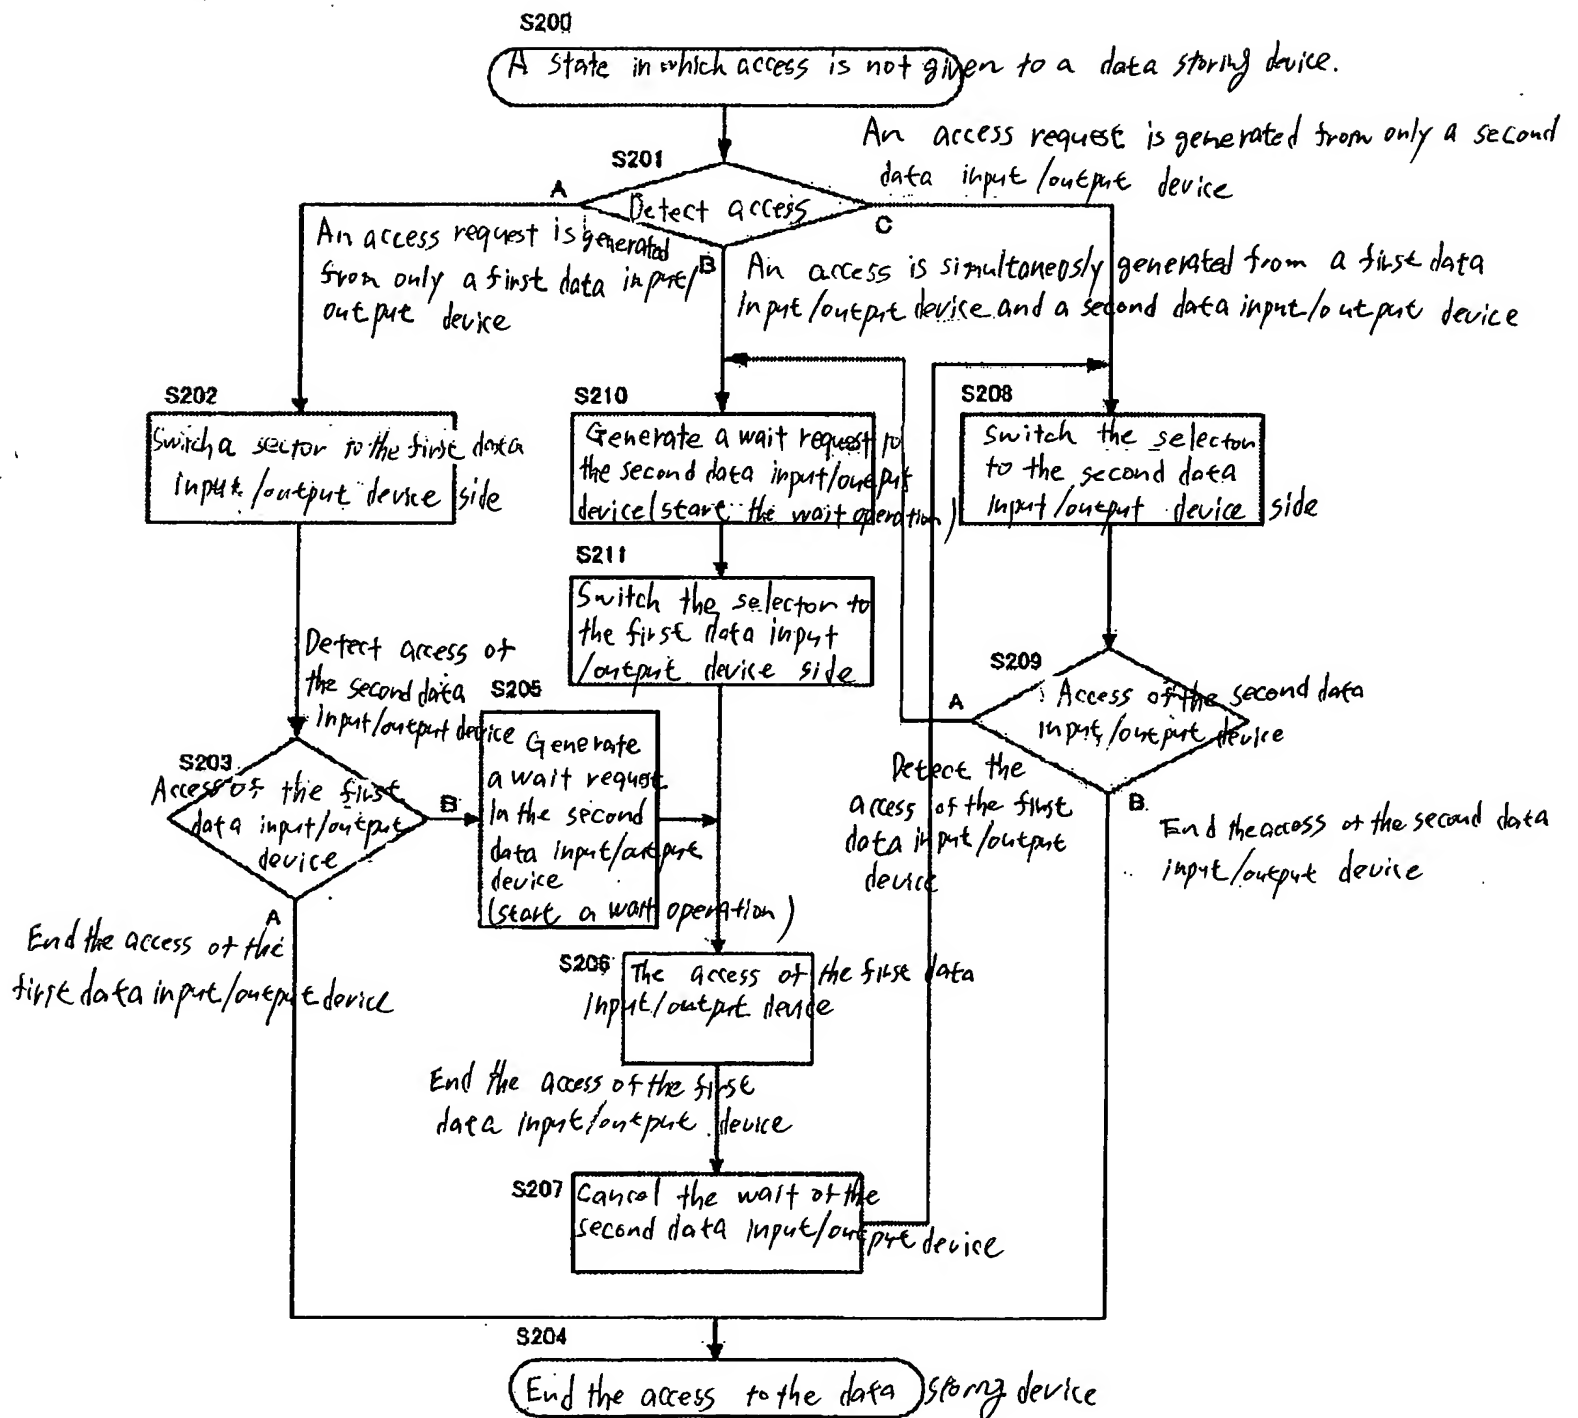 S200
A state in which access is not given to a data storing device.
An access request is generated from only a second
data input/output device
S201
A
Detect access
C
An access request is generated
from only a first data input/
output device
B
An access is simultaneosly generated from a first data
input/output device and a second data input/output device
S202
Switch a sector to the first data
input/output device side
S210
Generate a wait request to
the second data input/output
device (start the wait operation)
S208
Switch the selector
to the second data
input/output device side
S211
Switch the selector to
the first data input
/output device side
Detect access of
the second data
input/output device
S203
Access of the first
data input/output
device
B
A
S205
Generate
a wait request
In the second
data input/output
device
(start a wait operation)
S209
Access of the second data
input/output device
A
Detect the
access of the first
data input/output
device
B
End the access of the second data
input/output device
End the access of the
first data input/output device
S206
The access of the first data
input/output device
End the access of the first
data input/output device
S207
Cancel the wait of the
second data input/output device
S204
End the access to the data storing device